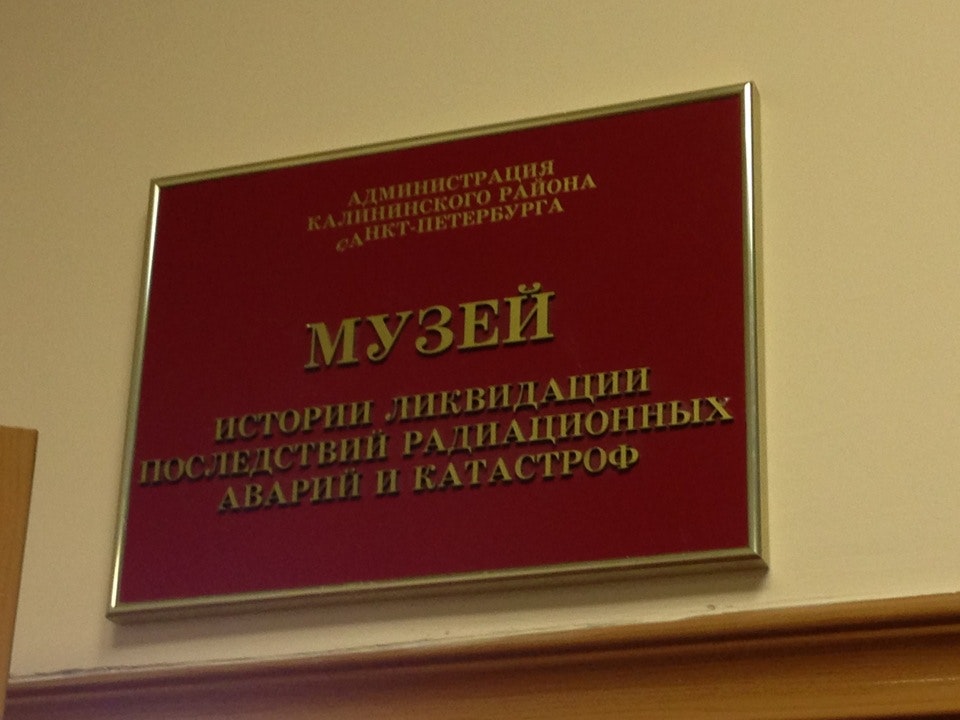 АДМИНИСТРАЦИЯ
КАЛИНИНСКОГО РАЙОНА
САНКТ-ПЕТЕРБУРГА
МУЗЕЙ
ИСТОРИИ ЛИКВИДАЦИИ
ПОСЛЕДСТВИЙ РАДИАЦИОННЫХ
АВАРИЙ И КАТАСТРОФ